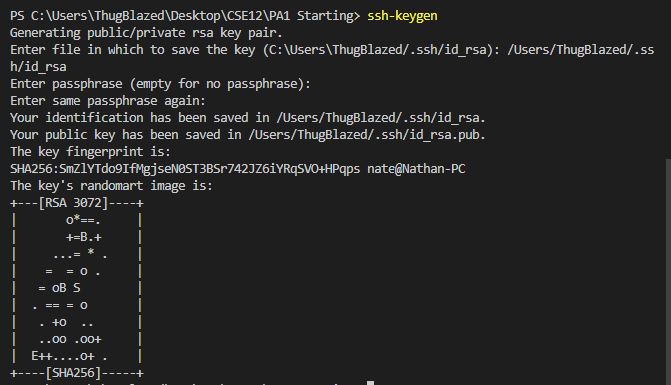 PS C:\Users\ThugBlazed\Desktop\CSE12\PA1 Starting> ssh-keygen
Generating public/private rsa key pair.
Enter file in which to save the key (C:\Users\ThugBlazed/.ssh/id_rsa): /Users/ThugBlazed/.ss
h/id_rsa
Enter passphrase (empty for no passphrase):
Enter same passphrase again:
Your identification has been saved in /Users/ThugBlazed/.ssh/id_rsa.
Your public key has been saved in /Users/ThugBlazed/.ssh/id_rsa.pub.
The key fingerprint is:
SHA256:SmZlYTdo9IfMgjseN0ST3BSr742JZ6iYRqSVO+HPqps nate@Nathan-PC
The key's randomart image is:
+---[RSA 3072]----+
|       o*==.     |
|       +=B.+     |
|     ...= * .    |
|    =  = o .     |
|   = oB S        |
|  . == = o       |
|   . +o  ..      |
|   ..oo .oo+     |
|  E++....o+ .    |
+----[SHA256]-----+